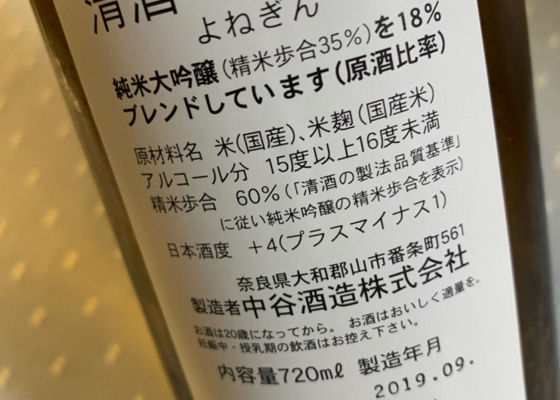 清酒
よねぎん
純米大吟醸(精米歩合35%)を18%
ブレンドしています(原酒比率)
原材料名 米(国産)、米麹(国産米)
アルコール分 15度以上16度未満
精米歩合 60%(「清酒の製法品質基準」
に従い純米吟醸の精米歩合を表示)
日本酒度 +4(プラスマイナス1)
奈良県大和郡山市番条町561
製造者中谷酒造株式会社
お酒は20歳になってから。お酒はおいしく適量を。
妊娠中・授乳期の飲酒はお控え下さい。
内容量720ml 製造年月
2019.09.